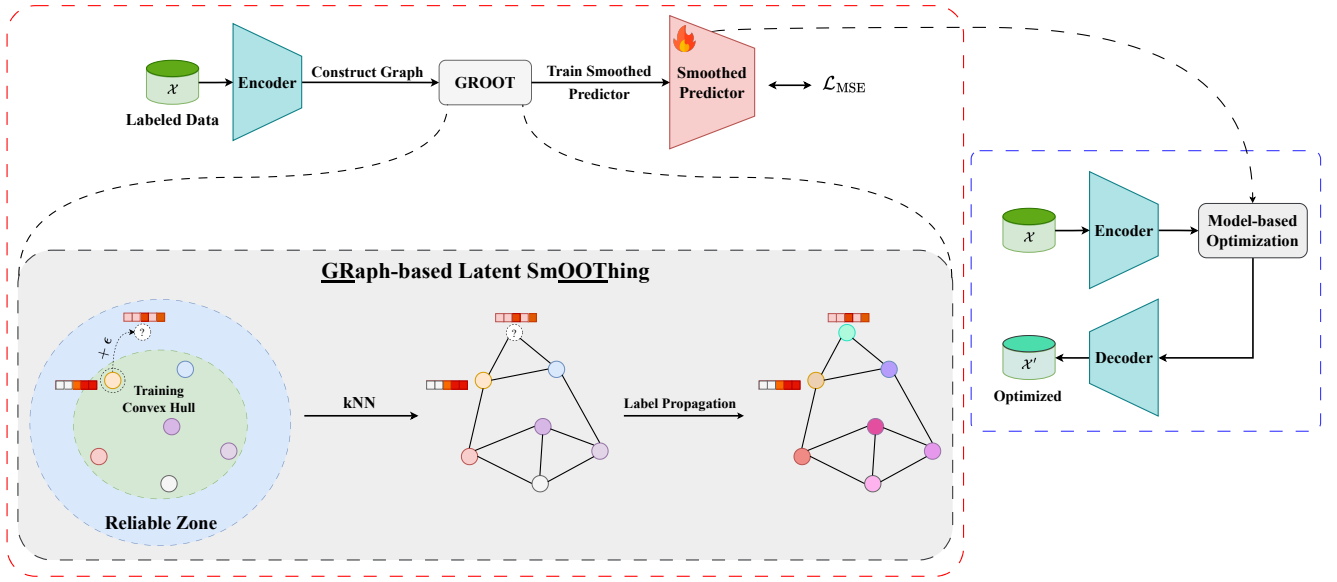 𝒳
Labeled Data
Encoder
Construct Graph
GROOT
Train Smoothed
Predictor
Smoothed
Predictor
ℒ_MSE
GRaph-based Latent SmOOThing
?
+ ϵ
Training
Convex Hull
Reliable Zone
kNN
?
Label Propagation
𝒳
Encoder
Model-based
Optimization
𝒳′
Optimized
Decoder